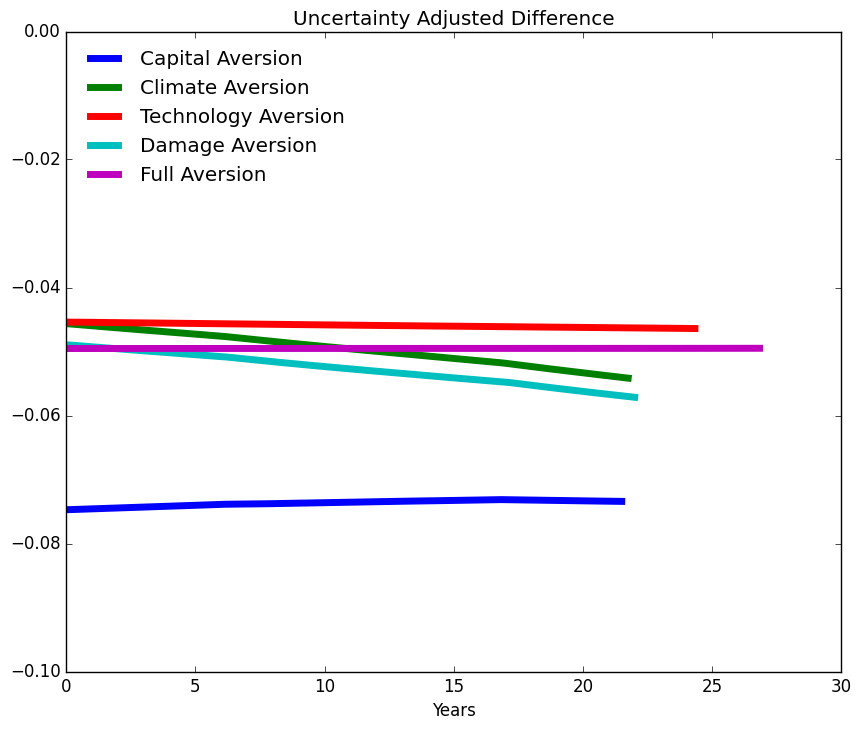 Uncertainty Adjusted Difference
0.00
Capital Aversion
Climate Aversion
Technology Aversion
Damage Aversion
Full Aversion
−0.02
−0.04
−0.06
−0.08
−0.10
0 5 10 15 20 25 30
Years